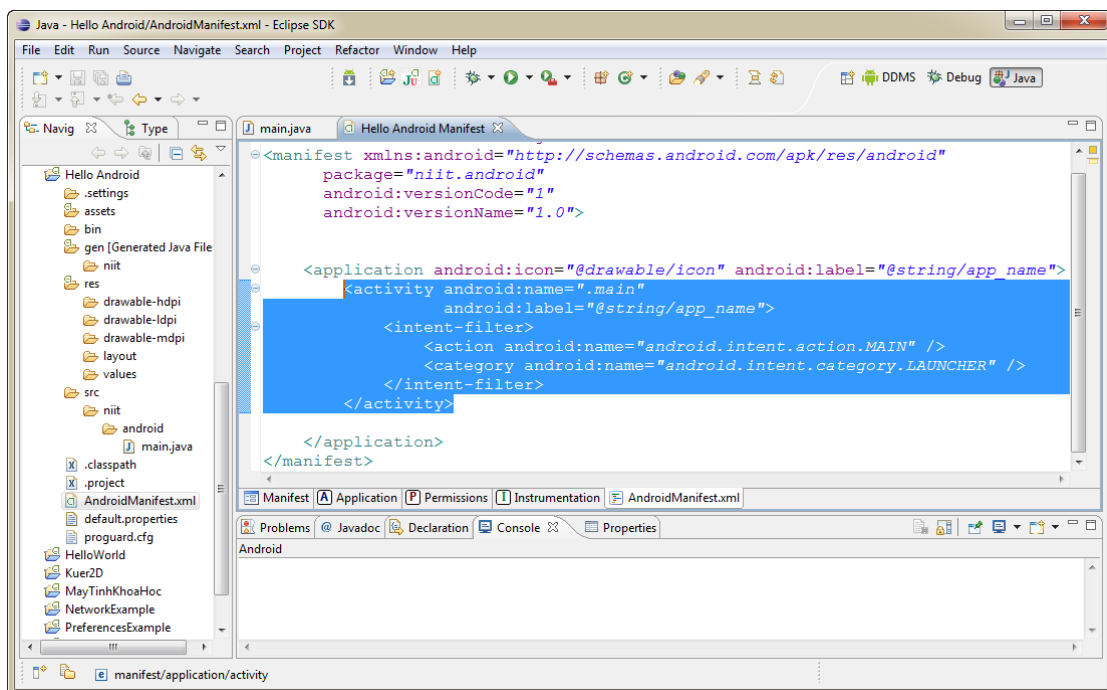 Java - Hello Android/AndroidManifest.xml - Eclipse SDK
File Edit Run Source Navigate Search Project Refactor Window Help
DDMS Debug Java
Navig Type
Hello Android
.settings
assets
bin
gen [Generated Java File
niit
res
drawable-hdpi
drawable-ldpi
drawable-mdpi
layout
values
src
niit
android
main.java
.classpath
.project
AndroidManifest.xml
default.properties
proguard.cfg
HelloWorld
Kuer2D
MayTinhKhoaHoc
NetworkExample
PreferencesExample
main.java Hello Android Manifest
<manifest xmlns:android="http://schemas.android.com/apk/res/android"
package="niit.android"
android:versionCode="1"
android:versionName="1.0">
<application android:icon="@drawable/icon" android:label="@string/app_name">
<activity android:name=".main"
android:label="@string/app_name">
<intent-filter>
<action android:name="android.intent.action.MAIN" />
<category android:name="android.intent.category.LAUNCHER" />
</intent-filter>
</activity>
</application>
</manifest>
Manifest A Application P Permissions I Instrumentation AndroidManifest.xml
Problems @ Javadoc Declaration Console Properties
Android
manifest/application/activity